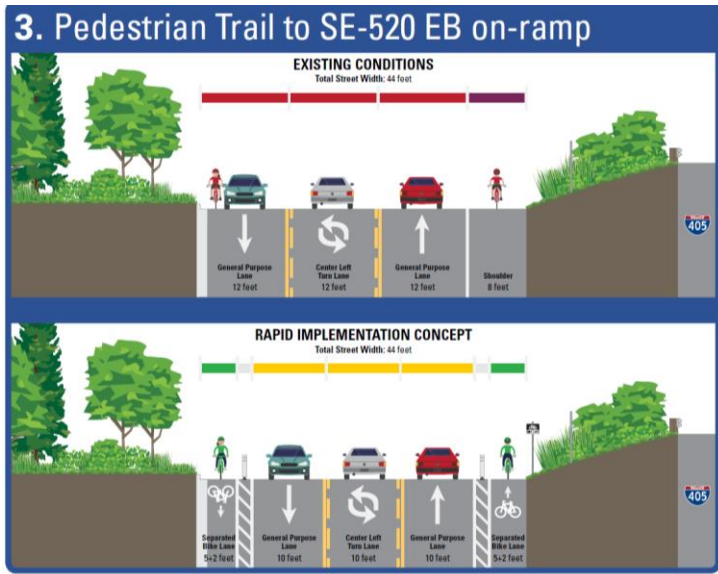 3. Pedestrian Trail to SE-520 EB on-ramp
EXISTING CONDITIONS
Total Street Width: 44 feet
General Purpose
Lane
12 feet
Center Left
Turn Lane
12 feet
General Purpose
Lane
12 feet
Shoulder
8 feet
405
RAPID IMPLEMENTATION CONCEPT
Total Street Width: 44 feet
Separated
Bike Lane
5+2 feet
General Purpose
Lane
10 feet
Center Left
Turn Lane
10 feet
General Purpose
Lane
10 feet
Separated
Bike Lane
5+2 feet
405